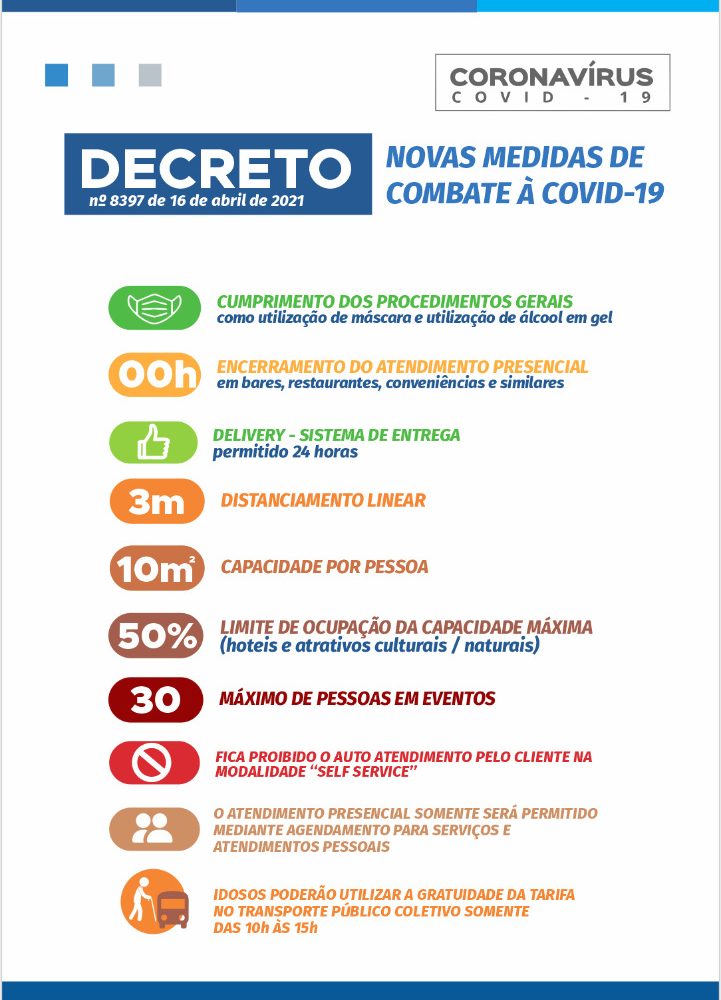 CORONAVÍRUS
COVID - 19
DECRETO
nº 8397 de 16 de abril de 2021
NOVAS MEDIDAS DE
COMBATE À COVID-19
CUMPRIMENTO DOS PROCEDIMENTOS GERAIS
como utilização de máscara e utilização de álcool em gel
00h
ENCERRAMENTO DO ATENDIMENTO PRESENCIAL
em bares, restaurantes, conveniências e similares
DELIVERY - SISTEMA DE ENTREGA
permitido 24 horas
3m
DISTANCIAMENTO LINEAR
10m²
CAPACIDADE POR PESSOA
50%
LIMITE DE OCUPAÇÃO DA CAPACIDADE MÁXIMA
(hoteis e atrativos culturais / naturais)
30
MÁXIMO DE PESSOAS EM EVENTOS
FICA PROIBIDO O AUTO ATENDIMENTO PELO CLIENTE NA
MODALIDADE “SELF SERVICE”
O ATENDIMENTO PRESENCIAL SOMENTE SERÁ PERMITIDO
MEDIANTE AGENDAMENTO PARA SERVIÇOS E
ATENDIMENTOS PESSOAIS
IDOSOS PODERÃO UTILIZAR A GRATUIDADE DA TARIFA
NO TRANSPORTE PÚBLICO COLETIVO SOMENTE
DAS 10h ÀS 15h